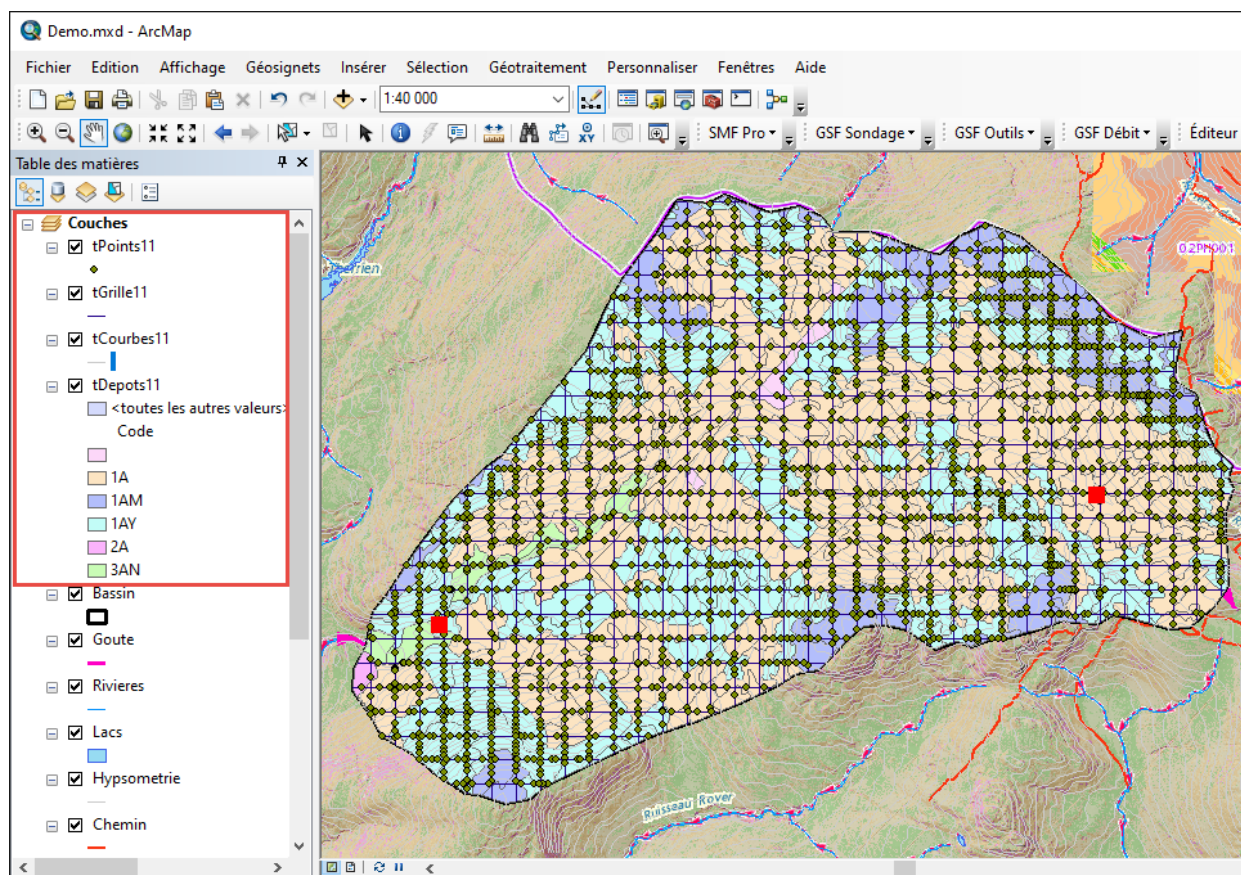 Demo.mxd - ArcMap
Fichier Edition Affichage Géosignets Insérer Sélection Géotraitement Personnaliser Fenêtres Aide
1:40 000
XY SMF Pro GSF Sondage GSF Outils GSF Débit Éditeur
Table des matières
Couches
tPoints11
tGrille11
tCourbes11
tDepots11
<toutes les autres valeurs>
Code
1A
1AM
1AY
2A
3AN
Bassin
Goute
Rivieres
Lacs
Hypsometrie
Chemin
02PH001
Ruisseau Rover